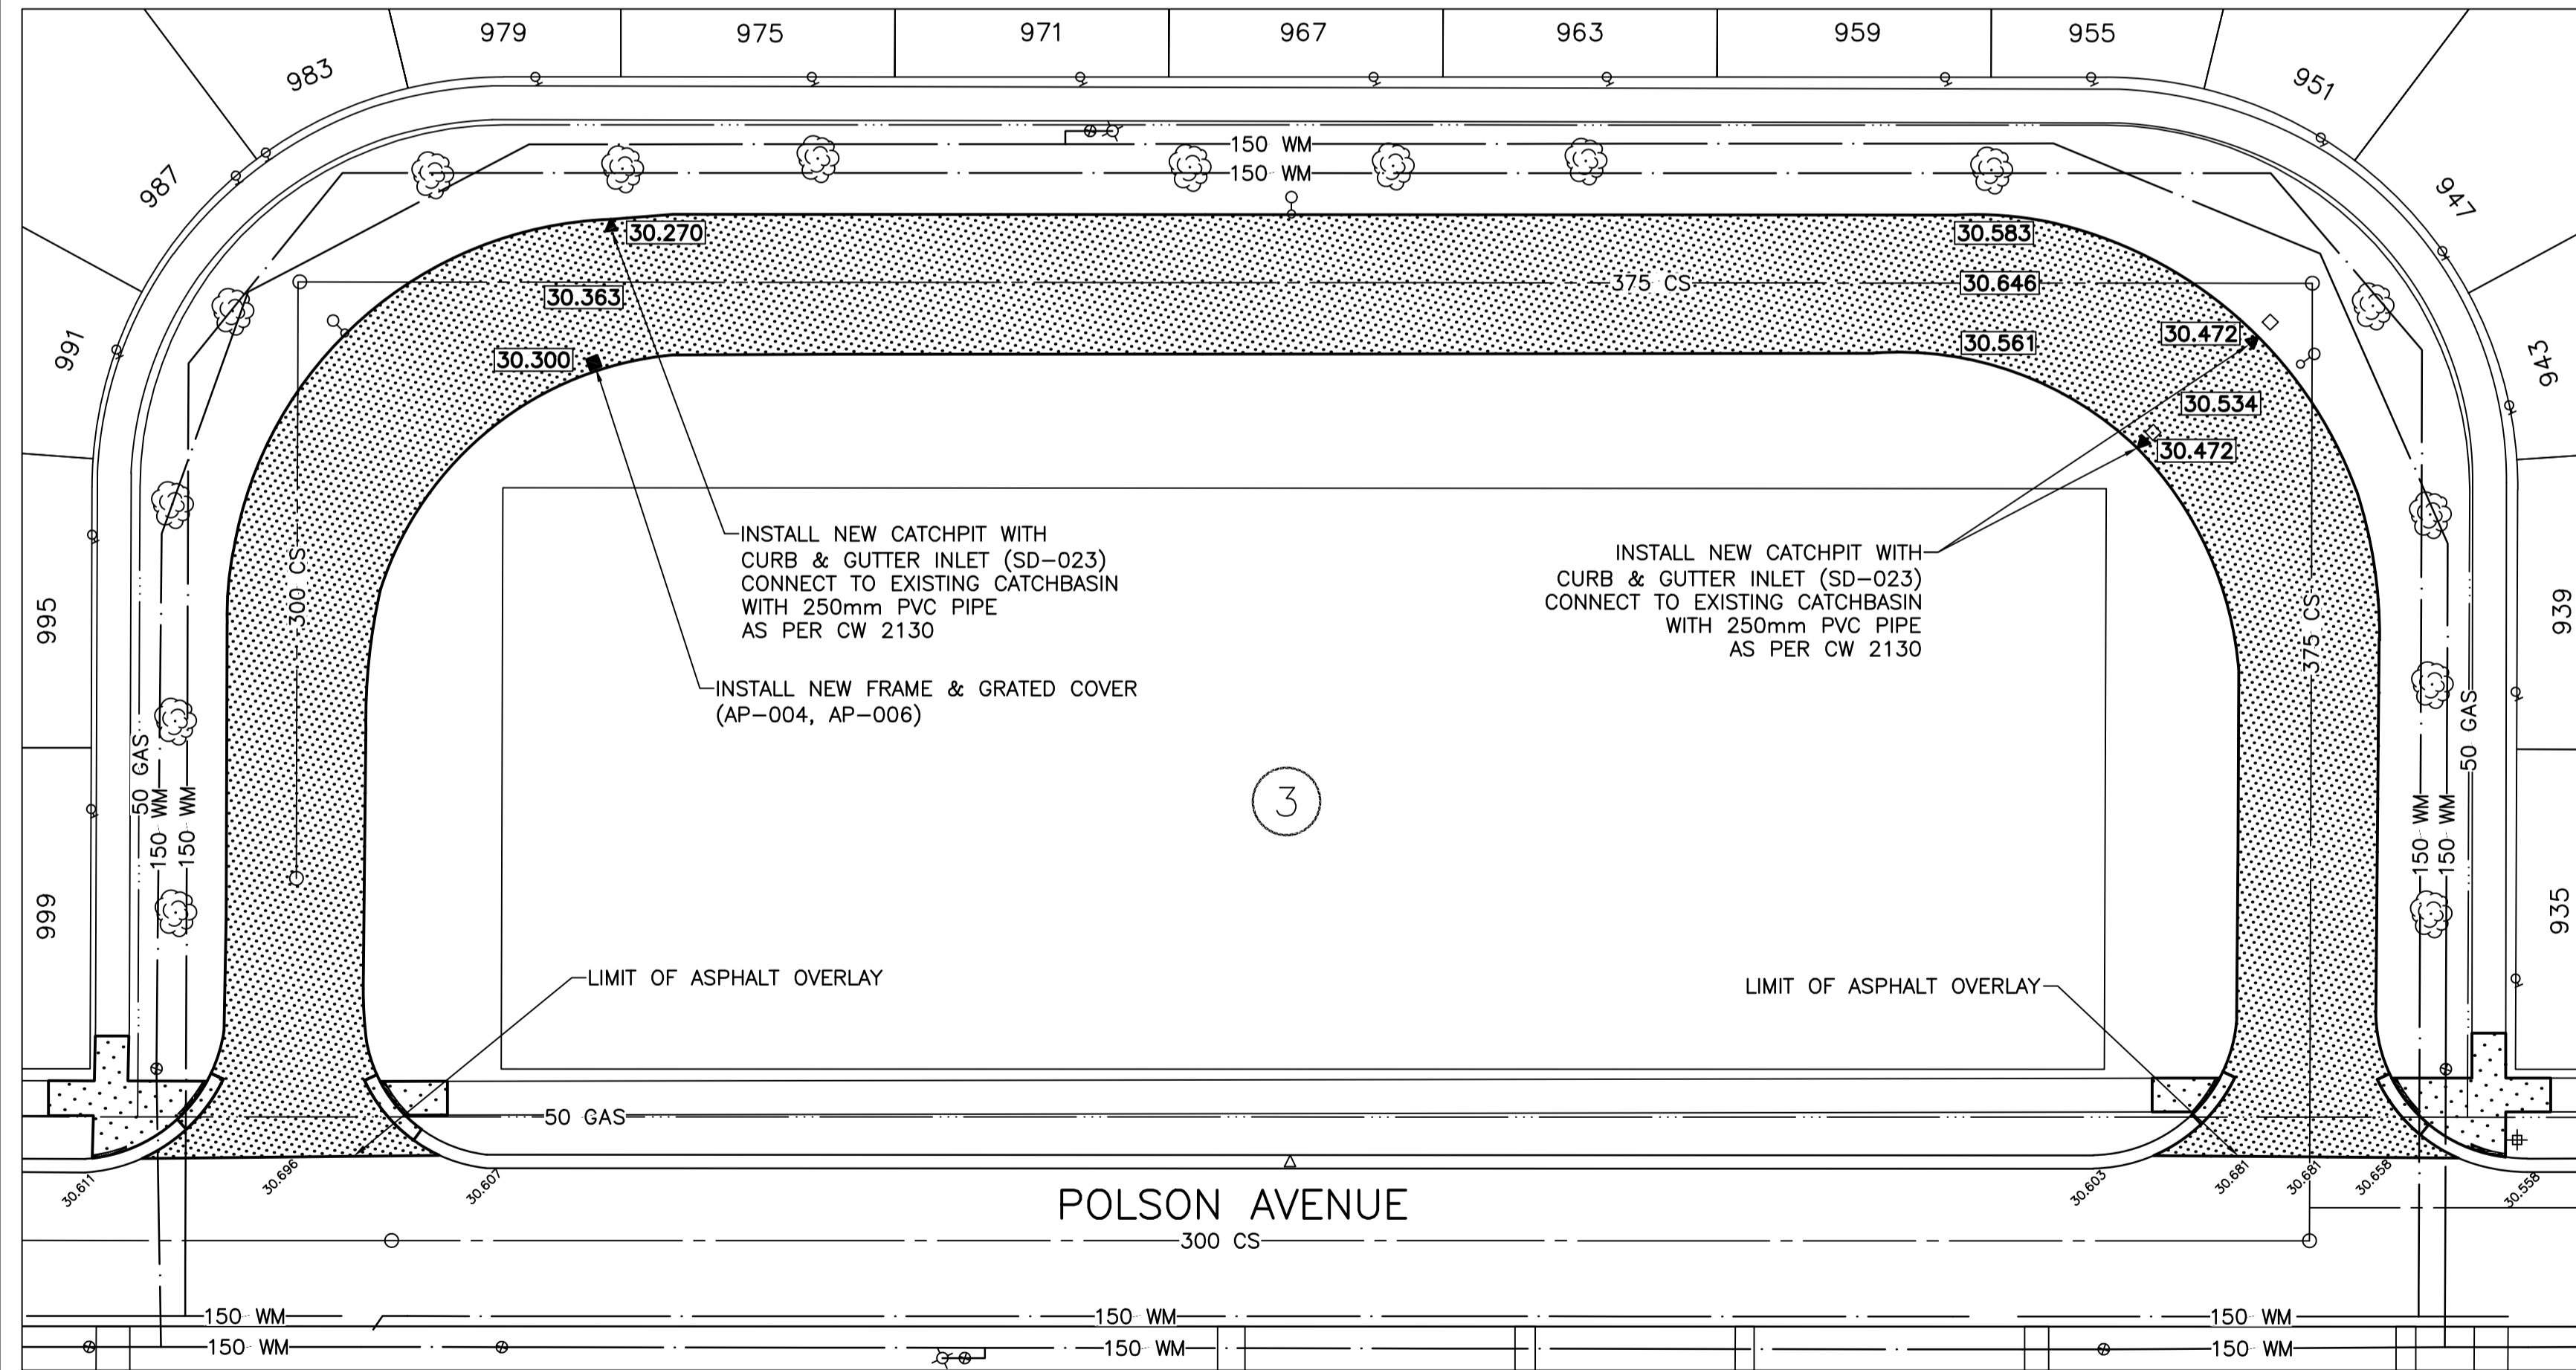 979
975
971
967
963
959
955
983
951
987
947
991
943
995
939
999
935
150 WM
150 WM
30.270
30.583
375 CS
30.646
30.363
30.300
30.561
30.472
30.534
30.472
300 CS
375 CS
INSTALL NEW CATCHPIT WITH
CURB & GUTTER INLET (SD-023)
CONNECT TO EXISTING CATCHBASIN
WITH 250mm PVC PIPE
AS PER CW 2130
INSTALL NEW CATCHPIT WITH
CURB & GUTTER INLET (SD-023)
CONNECT TO EXISTING CATCHBASIN
WITH 250mm PVC PIPE
AS PER CW 2130
INSTALL NEW FRAME & GRATED COVER
(AP-004, AP-006)
50 GAS
150 WM
150 WM
3
150 WM
150 WM
50 GAS
LIMIT OF ASPHALT OVERLAY
LIMIT OF ASPHALT OVERLAY
50 GAS
30.611
30.696
30.607
30.603
30.681
30.681
30.658
30.558
POLSON AVENUE
300 CS
150 WM
150 WM
150 WM
150 WM
150 WM
150 WM